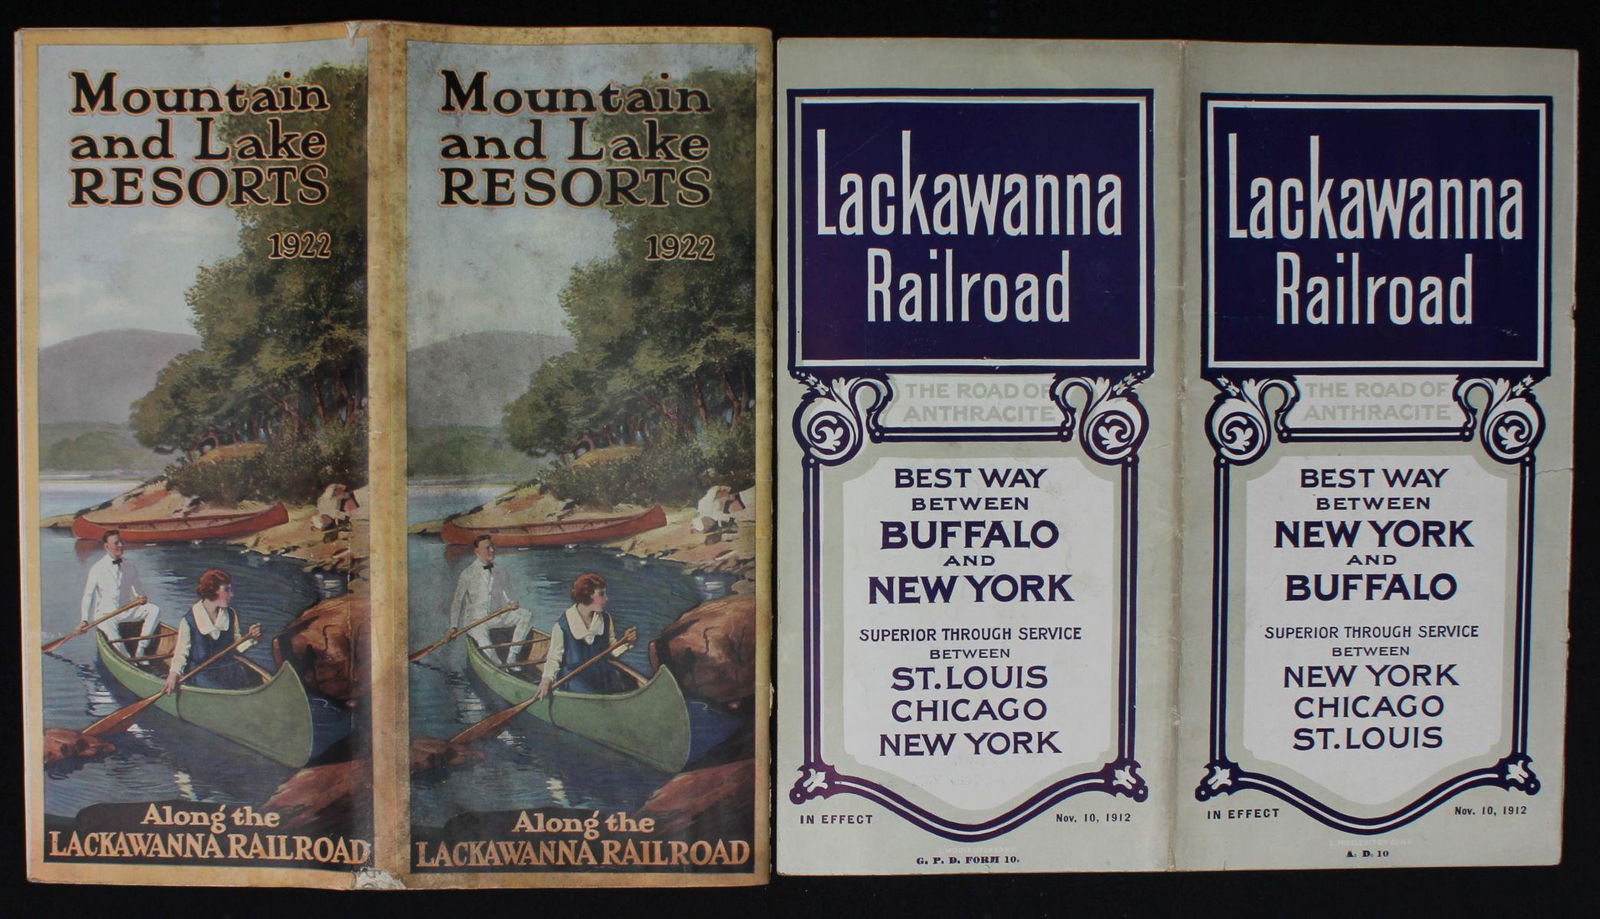 Mountain
and Lake
RESORTS
1922
Along the
LACKAWANNA RAILROAD
Mountain
and Lake
RESORTS
1922
Along the
LACKAWANNA RAILROAD
Lackawanna
Railroad
THE ROAD OF
ANTHRACITE
BEST WAY
BETWEEN
BUFFALO
AND
NEW YORK
SUPERIOR THROUGH SERVICE
BETWEEN
ST. LOUIS
CHICAGO
NEW YORK
IN EFFECT
Nov. 10, 1912
G. P. D. FORM 10.
Lackawanna
Railroad
THE ROAD OF
ANTHRACITE
BEST WAY
BETWEEN
NEW YORK
AND
BUFFALO
SUPERIOR THROUGH SERVICE
BETWEEN
NEW YORK
CHICAGO
ST. LOUIS
IN EFFECT
Nov. 10, 1912
A. D. 10